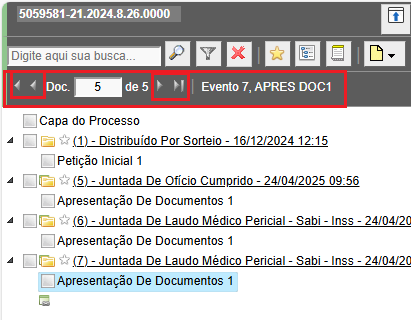 5059581-21.2024.8.26.0000
Digite aqui sua busca...
Doc. 5 de 5 Evento 7, APRES DOC1
Capa do Processo
(1) - Distribuído Por Sorteio - 16/12/2024 12:15
Petição Inicial 1
(5) - Juntada De Ofício Cumprido - 24/04/2025 09:56
Apresentação De Documentos 1
(6) - Juntada De Laudo Médico Pericial - Sabi - Inss - 24/04/20
Apresentação De Documentos 1
(7) - Juntada De Laudo Médico Pericial - Sabi - Inss - 24/04/20
Apresentação De Documentos 1